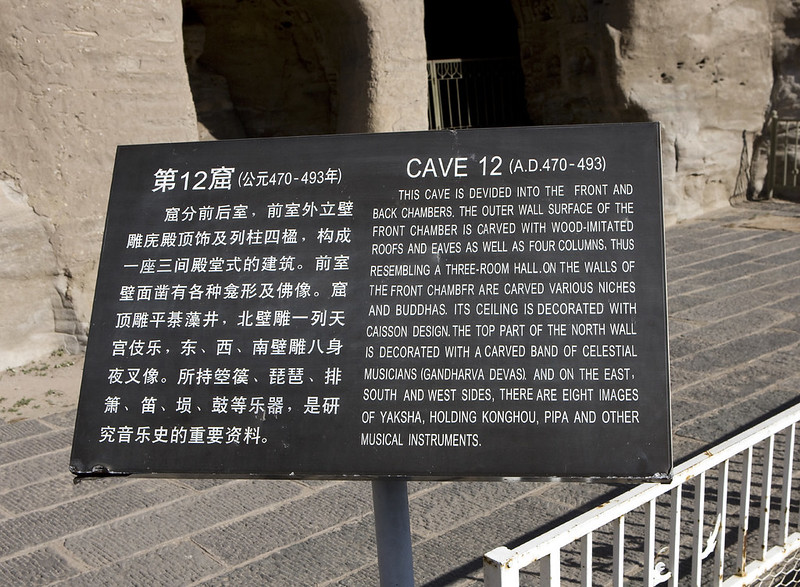 第12窟(公元470-493年)
窟分前后室，前室外立壁
雕庑殿顶饰及列柱四楹，构成
一座三间殿堂式的建筑。前室
壁面凿有各种龛形及佛像。窟
顶雕平棊藻井，北壁雕一列天
宫伎乐，东、西、南壁雕八身
夜叉像。所持箜篌、琵琶、排
箫、笛、埙、鼓等乐器，是研
究音乐史的重要资料。
CAVE 12 (A.D.470-493)
THIS CAVE IS DEVIDED INTO THE FRONT AND
BACK CHAMBERS. THE OUTER WALL SURFACE OF THE
FRONT CHAMBER IS CARVED WITH WOOD-IMITATED
ROOFS AND EAVES AS WELL AS FOUR COLUMNS. THUS
RESEMBLING A THREE-ROOM HALL.ON THE WALLS OF
THE FRONT CHAMBER ARE CARVED VARIOUS NICHES
AND BUDDHAS. ITS CEILING IS DECORATED WITH
CAISSON DESIGN.THE TOP PART OF THE NORTH WALL
IS DECORATED WITH A CARVED BAND OF CELESTIAL
MUSICIANS (GANDHARVA DEVAS). AND ON THE EAST,
SOUTH AND WEST SIDES, THERE ARE EIGHT IMAGES
OF YAKSHA, HOLDING KONGHOU, PIPA AND OTHER
MUSICAL INSTRUMENTS.